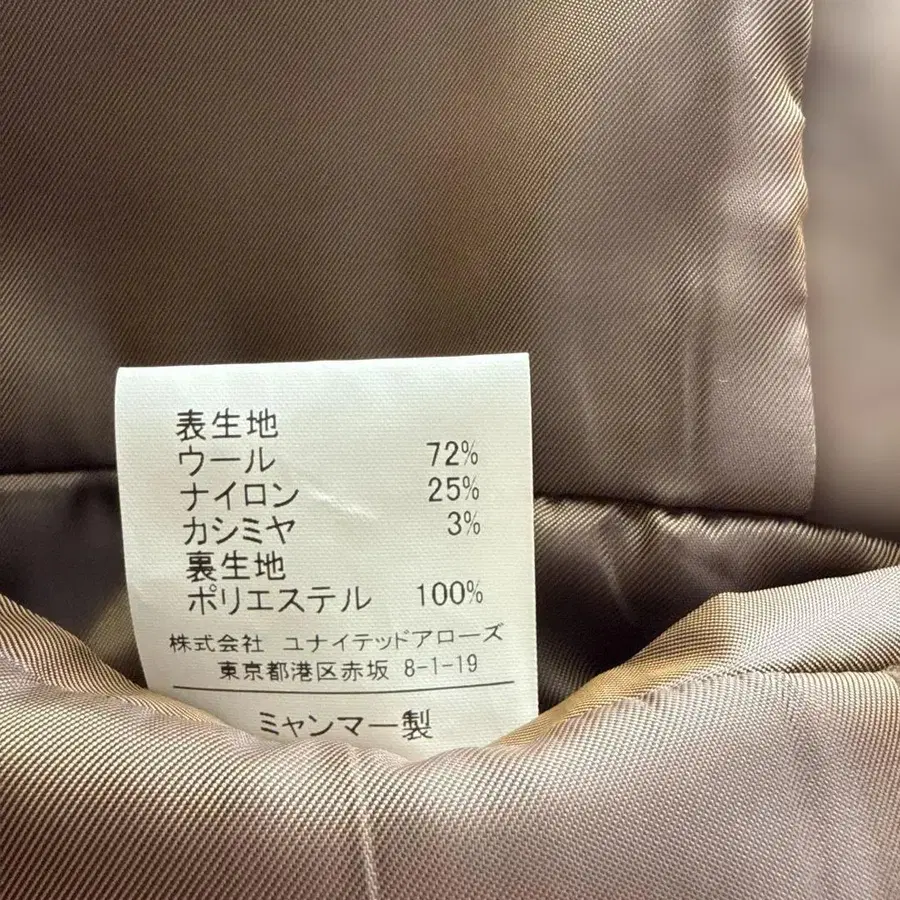 表生地
ウール 72%
ナイロン 25%
カシミヤ 3%
裏生地
ポリエステル 100%
株式会社 ユナイテッドアローズ
東京都港区赤坂 8-1-19
ミャンマー製